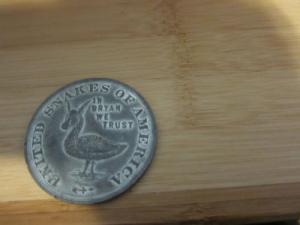 UNITED SNAKES OF AMERICA
IN
BRYAN
WE
TRUST